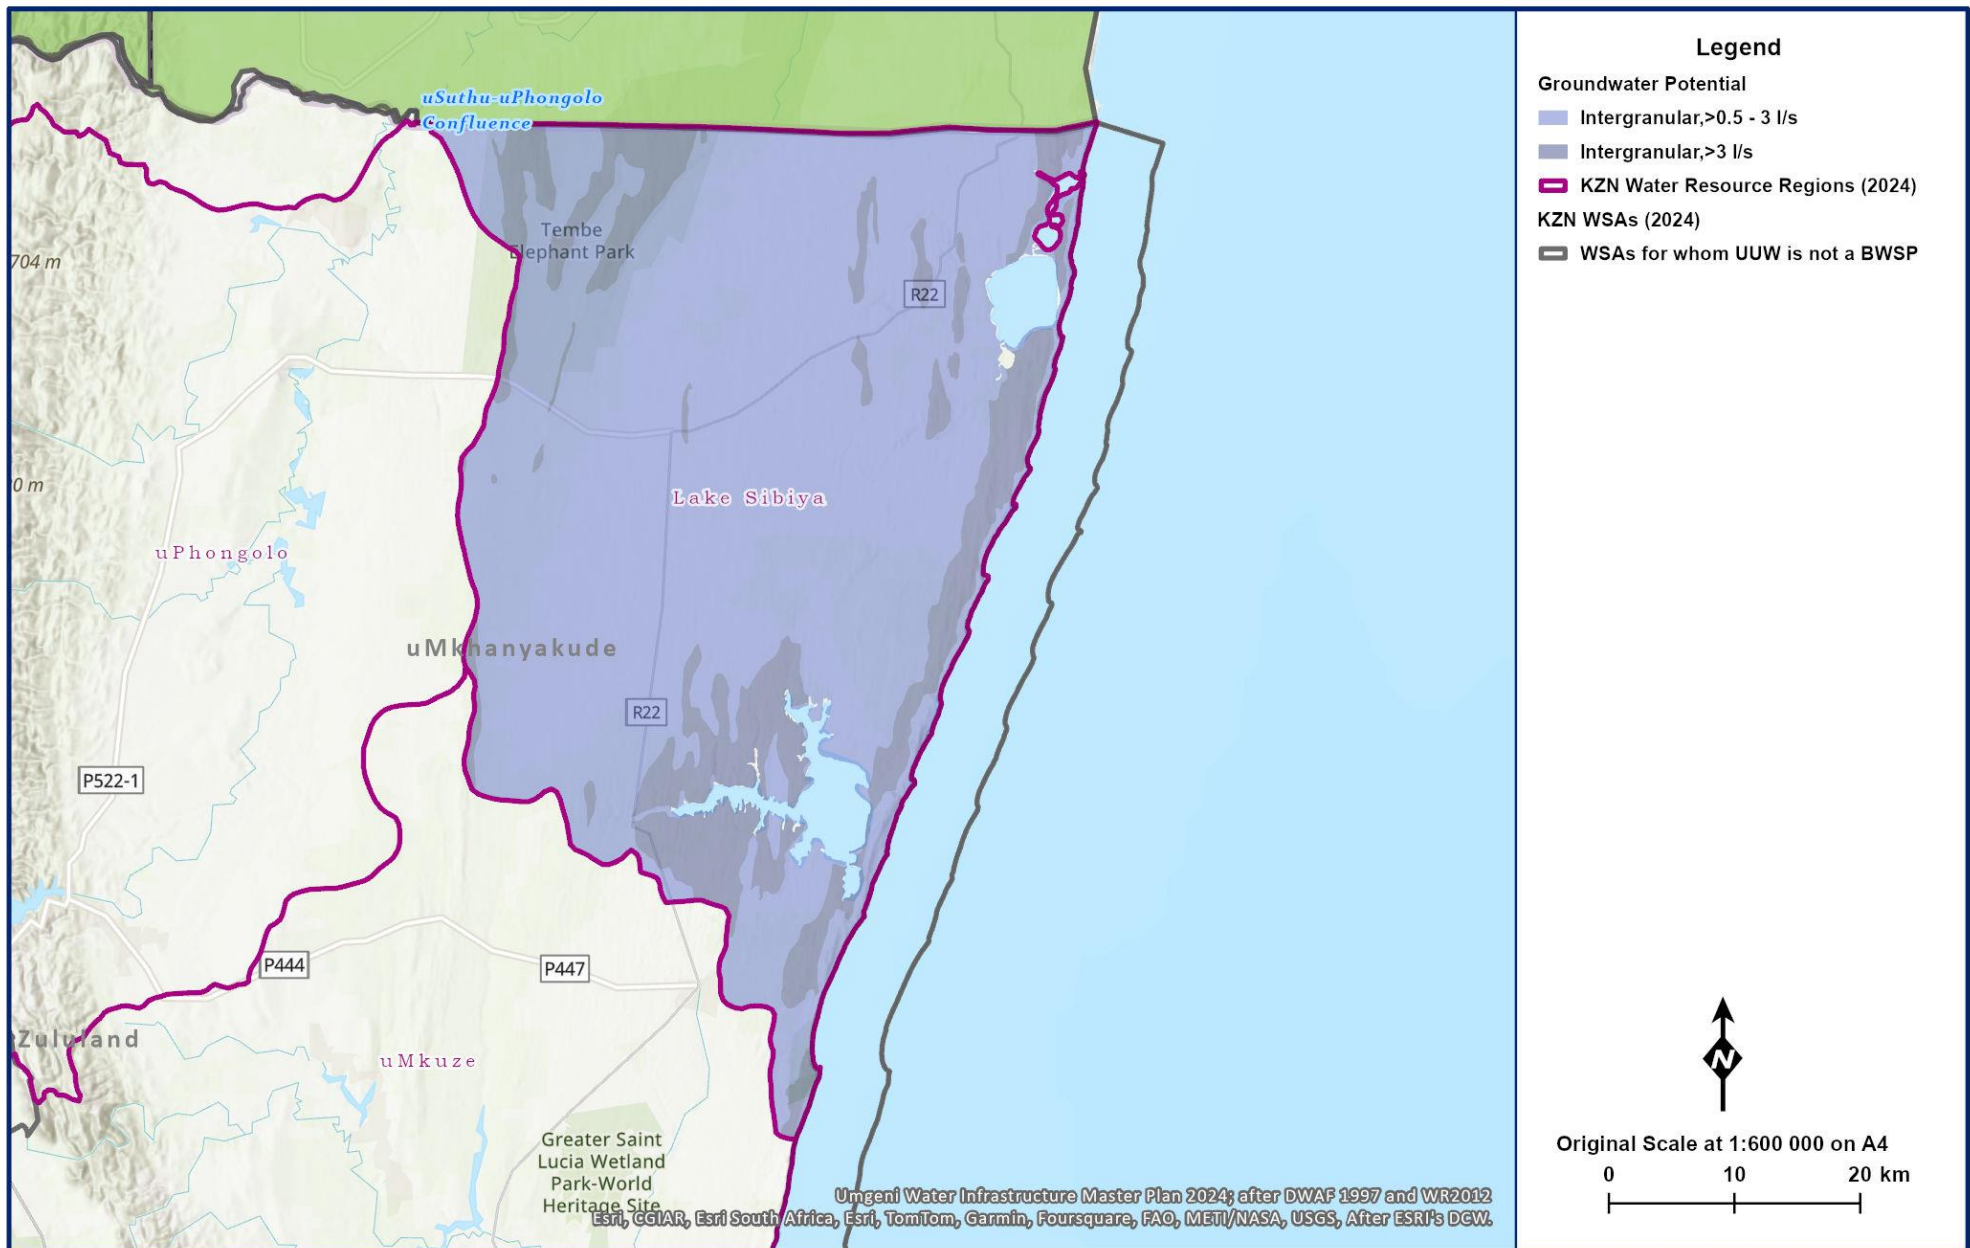 uSuthu-uPhongolo
Confluence
Tembe
Elephant Park
704 m
R22
0 m
Lake Sibiya
uPhongolo
uMkhanyakude
R22
P522-1
P444
P447
Zululand
uMkuze
Greater Saint
Lucia Wetland
Park-World
Heritage Site
Umgeni Water Infrastructure Master Plan 2024; after DWAF 1997 and WR2012
Esri, CGIAR, Esri South Africa, Esri, TomTom, Garmin, Foursquare, FAO, METI/NASA, USGS, After ESRI's DCW.
Legend
Groundwater Potential
Intergranular,>0.5 - 3 l/s
Intergranular,>3 l/s
KZN Water Resource Regions (2024)
KZN WSAs (2024)
WSAs for whom UUW is not a BWSP
N
Original Scale at 1:600 000 on A4
0 10 20 km